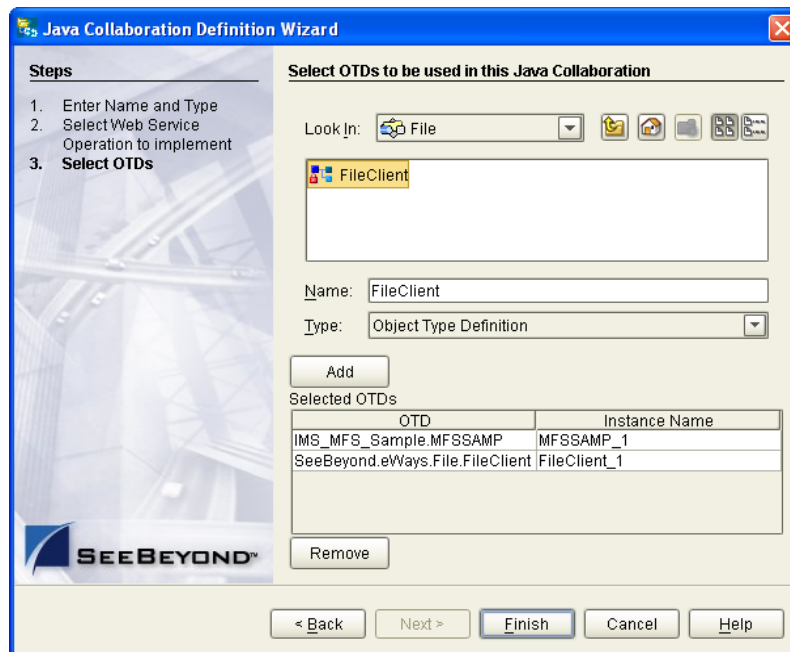 Java Collaboration Definition Wizard
Steps
1. Enter Name and Type
2. Select Web Service
Operation to implement
3. Select OTDs
Select OTDs to be used in this Java Collaboration
Look In: File
FileClient
Name: FileClient
Type: Object Type Definition
Add
Selected OTDs
OTD Instance Name
IMS_MFS_Sample.MFSSAMP MFSSAMP_1
SeeBeyond.eWays.File.FileClient FileClient_1
Remove
SEEBEYOND™
< Back Next > Finish Cancel Help